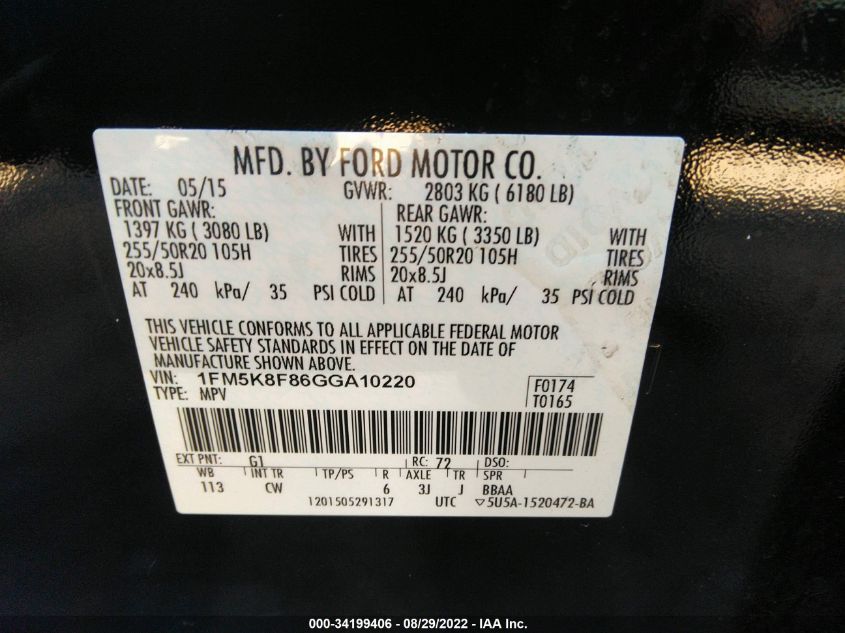 MFD. BY FORD MOTOR CO.
DATE: 05/15 GVWR: 2803 KG ( 6180 LB)
FRONT GAWR: REAR GAWR:
1397 KG ( 3080 LB) WITH 1520 KG ( 3350 LB) WITH
255/50R20 105H TIRES 255/50R20 105H TIRES
20x8.5J RIMS 20x8.5J RIMS
AT 240 kPa/ 35 PSI COLD AT 240 kPa/ 35 PSI COLD
THIS VEHICLE CONFORMS TO ALL APPLICABLE FEDERAL MOTOR
VEHICLE SAFETY STANDARDS IN EFFECT ON THE DATE OF
MANUFACTURE SHOWN ABOVE.
VIN: 1FM5K8F86GGA10220 F0174
TYPE: MPV T0165
EXT PNT: G1 RC: 72 DSO:
WB INT TR TP/PS R AXLE TR SPR
113 CW 6 3J J BBAA
1201505291317 UTC ▽5U5A-1520472-BA
000-34199406 - 08/29/2022 - IAA Inc.